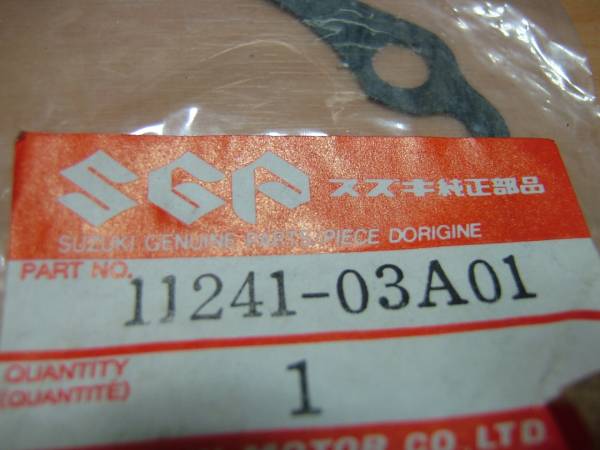 SGP スズキ純正部品
SUZUKI GENUINE PARTS/PIECE DORIGINE
PART NO. 11241-03A01
QUANTITY 1
(QUANTITÉ)
MOTOR CO.,LTD